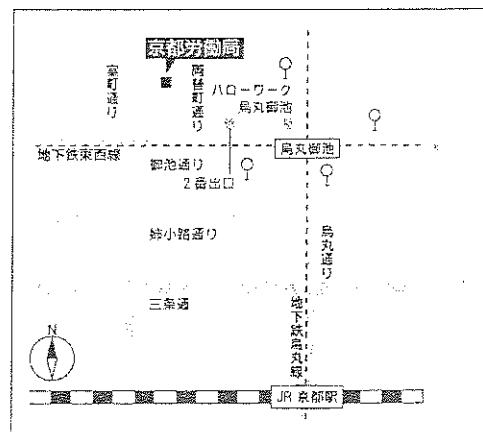 京都労働局
室町通り
両替町通り
ハローワーク
烏丸御池
地下鉄東西線
御池通り
烏丸御池
2番出口
姉小路通り
烏丸通り
三条通
地下鉄烏丸線
N
JR 京都駅